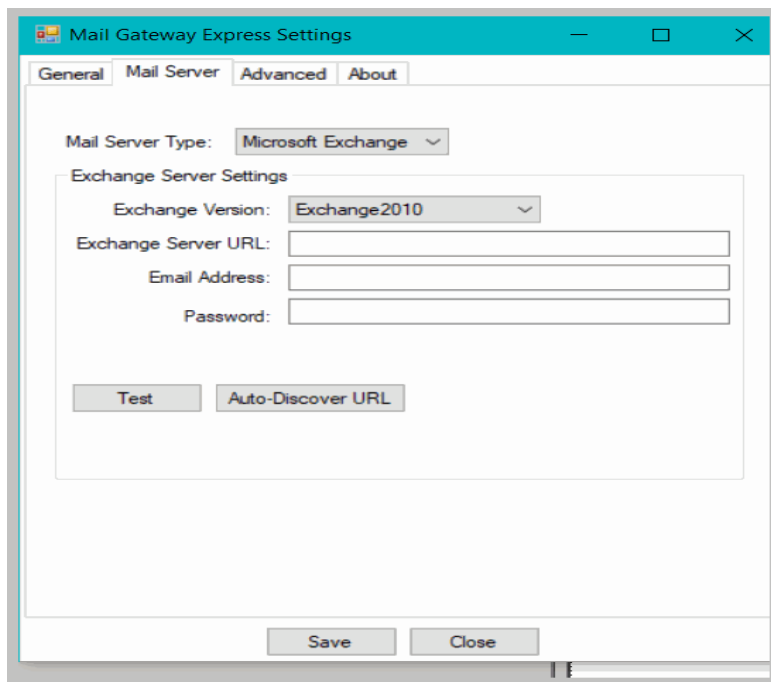 Mail Gateway Express Settings
General Mail Server Advanced About
Mail Server Type: Microsoft Exchange
Exchange Server Settings
Exchange Version: Exchange2010
Exchange Server URL:
Email Address:
Password:
Test Auto-Discover URL
Save Close